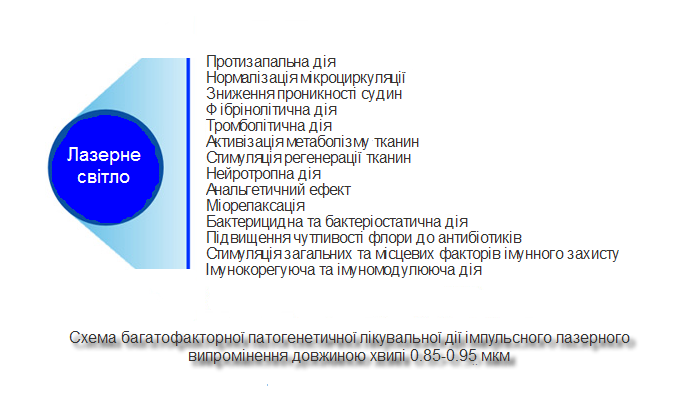 Лазерне
світло
Протизапальна дія
Нормалізація мікроциркуляції
Зниження проникності судин
Фібрінолітична дія
Тромболітична дія
Активізація метаболізму тканин
Стимуляція регенерації тканин
Нейротропна дія
Анальгетичний ефект
Міорелаксація
Бактерицидна та бактеріостатична дія
Підвищення чутливості флори до антибіотиків
Стимуляція загальних та місцевих факторів імунного захисту
Імунокорегуюча та імуномодулююча дія
Схема багатофакторної патогенетичної лікувальної дії імпульсного лазерного
випромінення довжиною хвилі 0.85-0.95 мкм